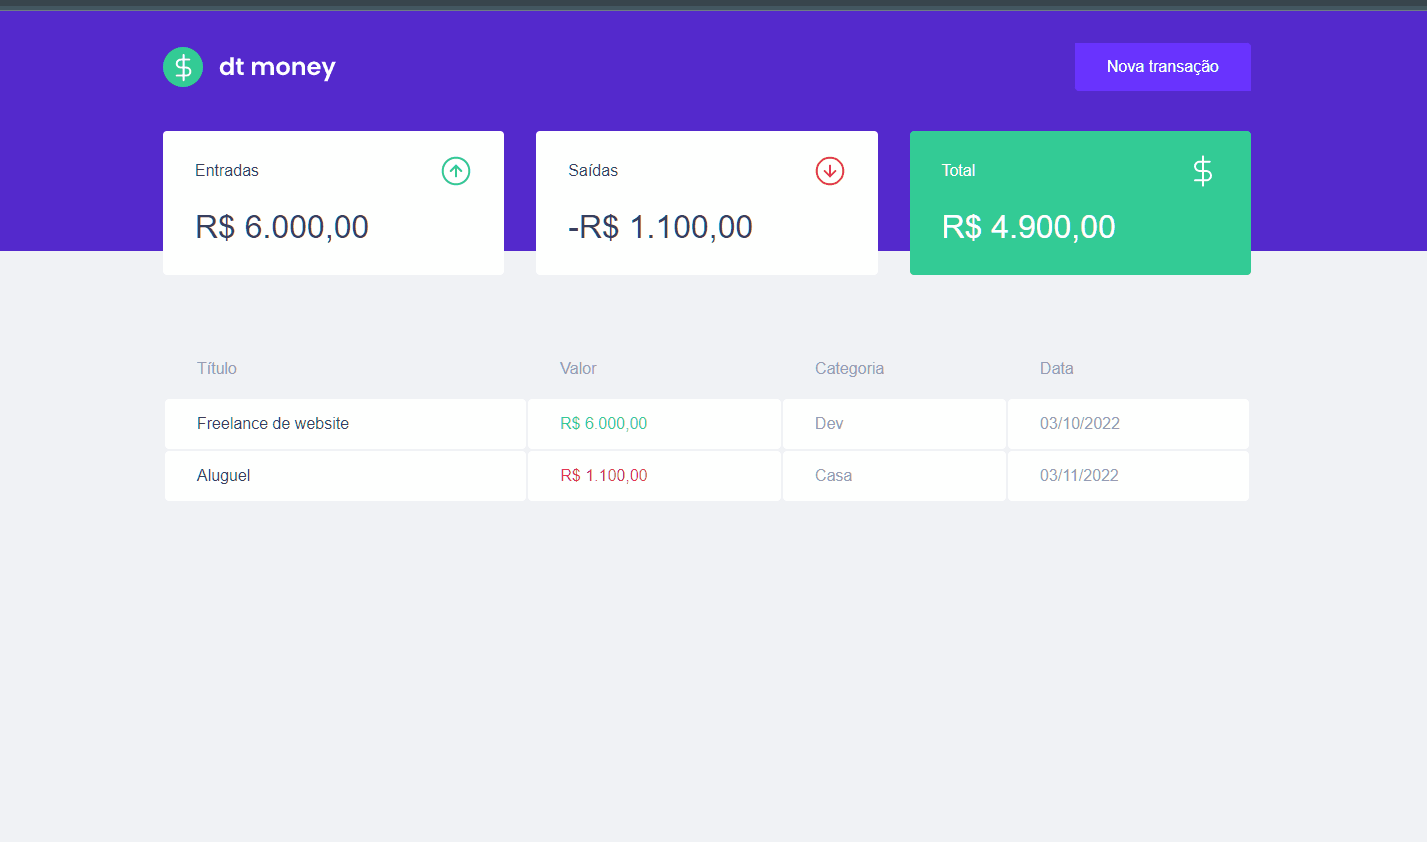 $ dt money
Nova transação
Entradas
R$ 6.000,00
Saídas
-R$ 1.100,00
Total $
R$ 4.900,00
Título Valor Categoria Data
Freelance de website R$ 6.000,00 Dev 03/10/2022
Aluguel R$ 1.100,00 Casa 03/11/2022